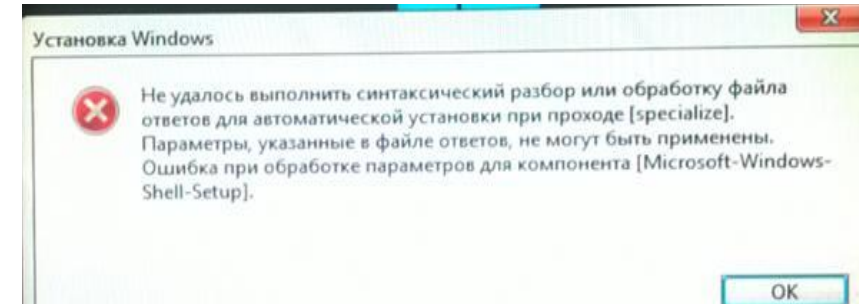 Установка Windows
Не удалось выполнить синтаксический разбор или обработку файла
ответов для автоматической установки при проходе [specialize].
Параметры, указанные в файле ответов, не могут быть применены.
Ошибка при обработке параметров для компонента [Microsoft-Windows-
Shell-Setup].
OK